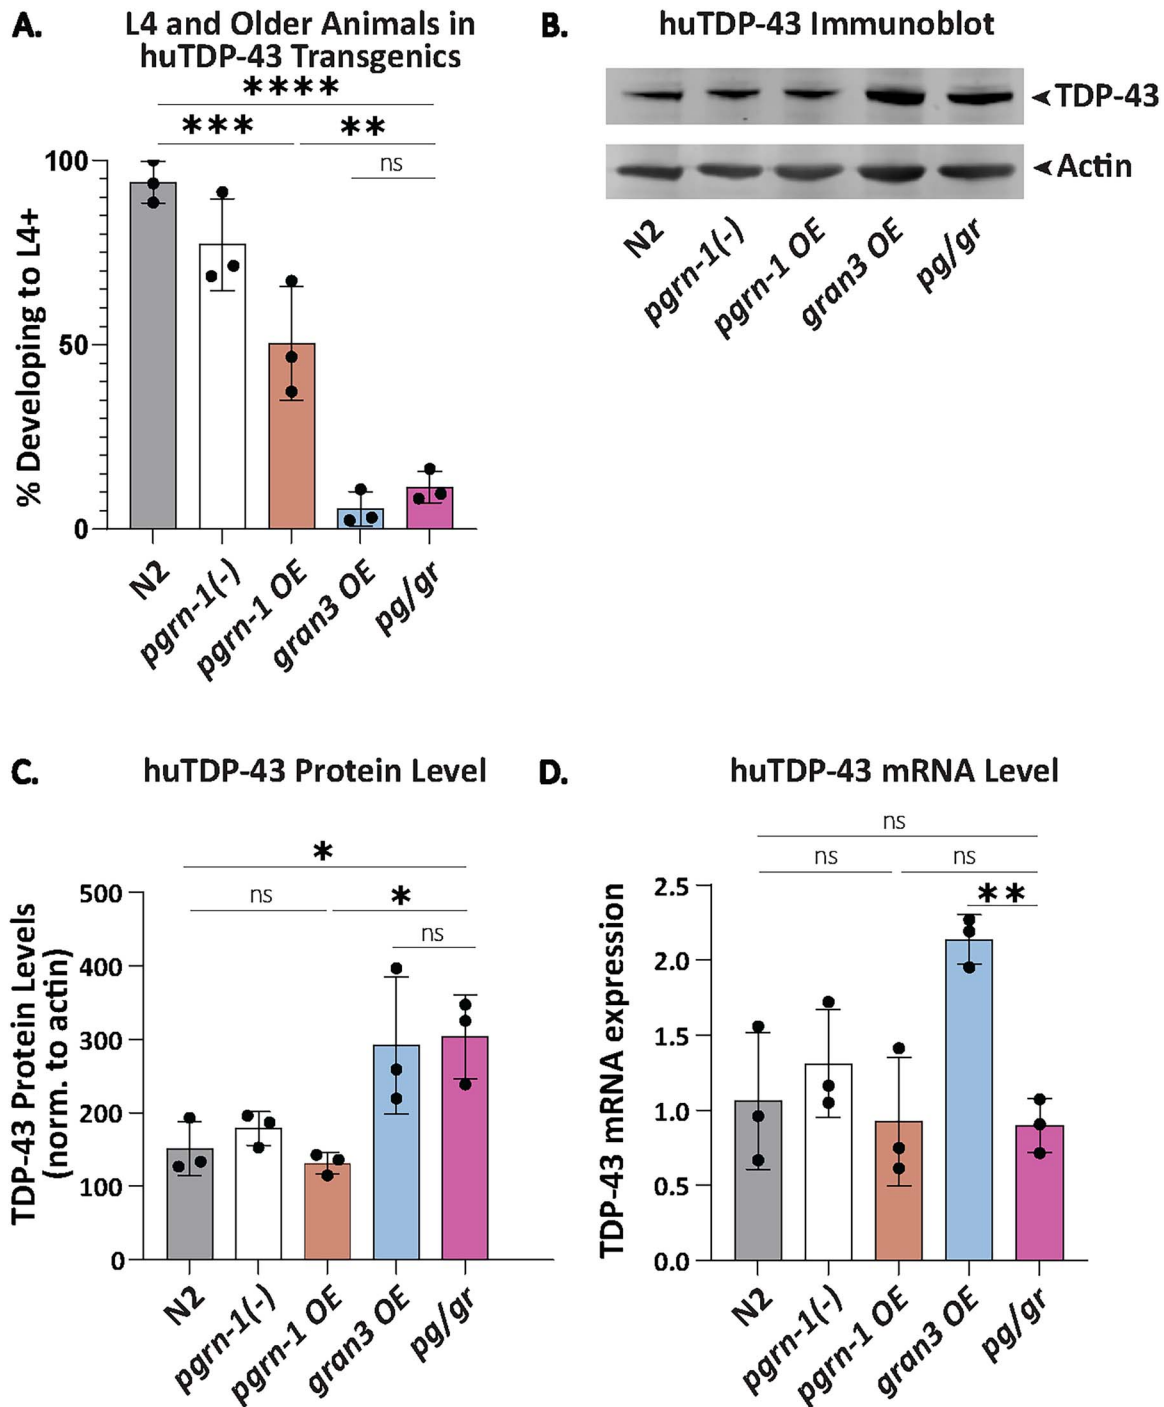 A.
L4 and Older Animals in
huTDP-43 Transgenics
****
*** **
ns
100
50
0
% Developing to L4+
N2
pgrn-1(-)
pgrn-1 OE
gran3 OE
pg/gr
B.
huTDP-43 Immunoblot
TDP-43
Actin
N2
pgrn-1(-)
pgrn-1 OE
gran3 OE
pg/gr
C.
huTDP-43 Protein Level
*
ns *
ns
500
400
300
200
100
0
TDP-43 Protein Levels
(norm. to actin)
N2
pgrn-1(-)
pgrn-1 OE
gran3 OE
pg/gr
D.
huTDP-43 mRNA Level
ns
ns ns
**
2.5
2.0
1.5
1.0
0.5
0.0
TDP-43 mRNA expression
N2
pgrn-1(-)
pgrn-1 OE
gran3 OE
pg/gr